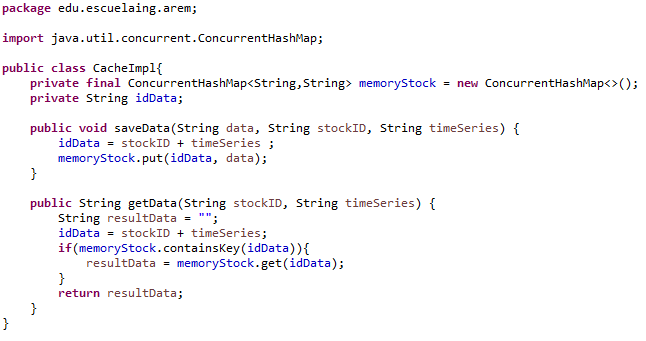 package edu.escuelaing.arem;
import java.util.concurrent.ConcurrentHashMap;
public class CacheImpl{
private final ConcurrentHashMap<String,String> memoryStock = new ConcurrentHashMap<>();
private String idData;
public void saveData(String data, String stockID, String timeSeries) {
idData = stockID + timeSeries ;
memoryStock.put(idData, data);
}
public String getData(String stockID, String timeSeries) {
String resultData = "";
idData = stockID + timeSeries;
if(memoryStock.containsKey(idData)){
resultData = memoryStock.get(idData);
}
return resultData;
}
}